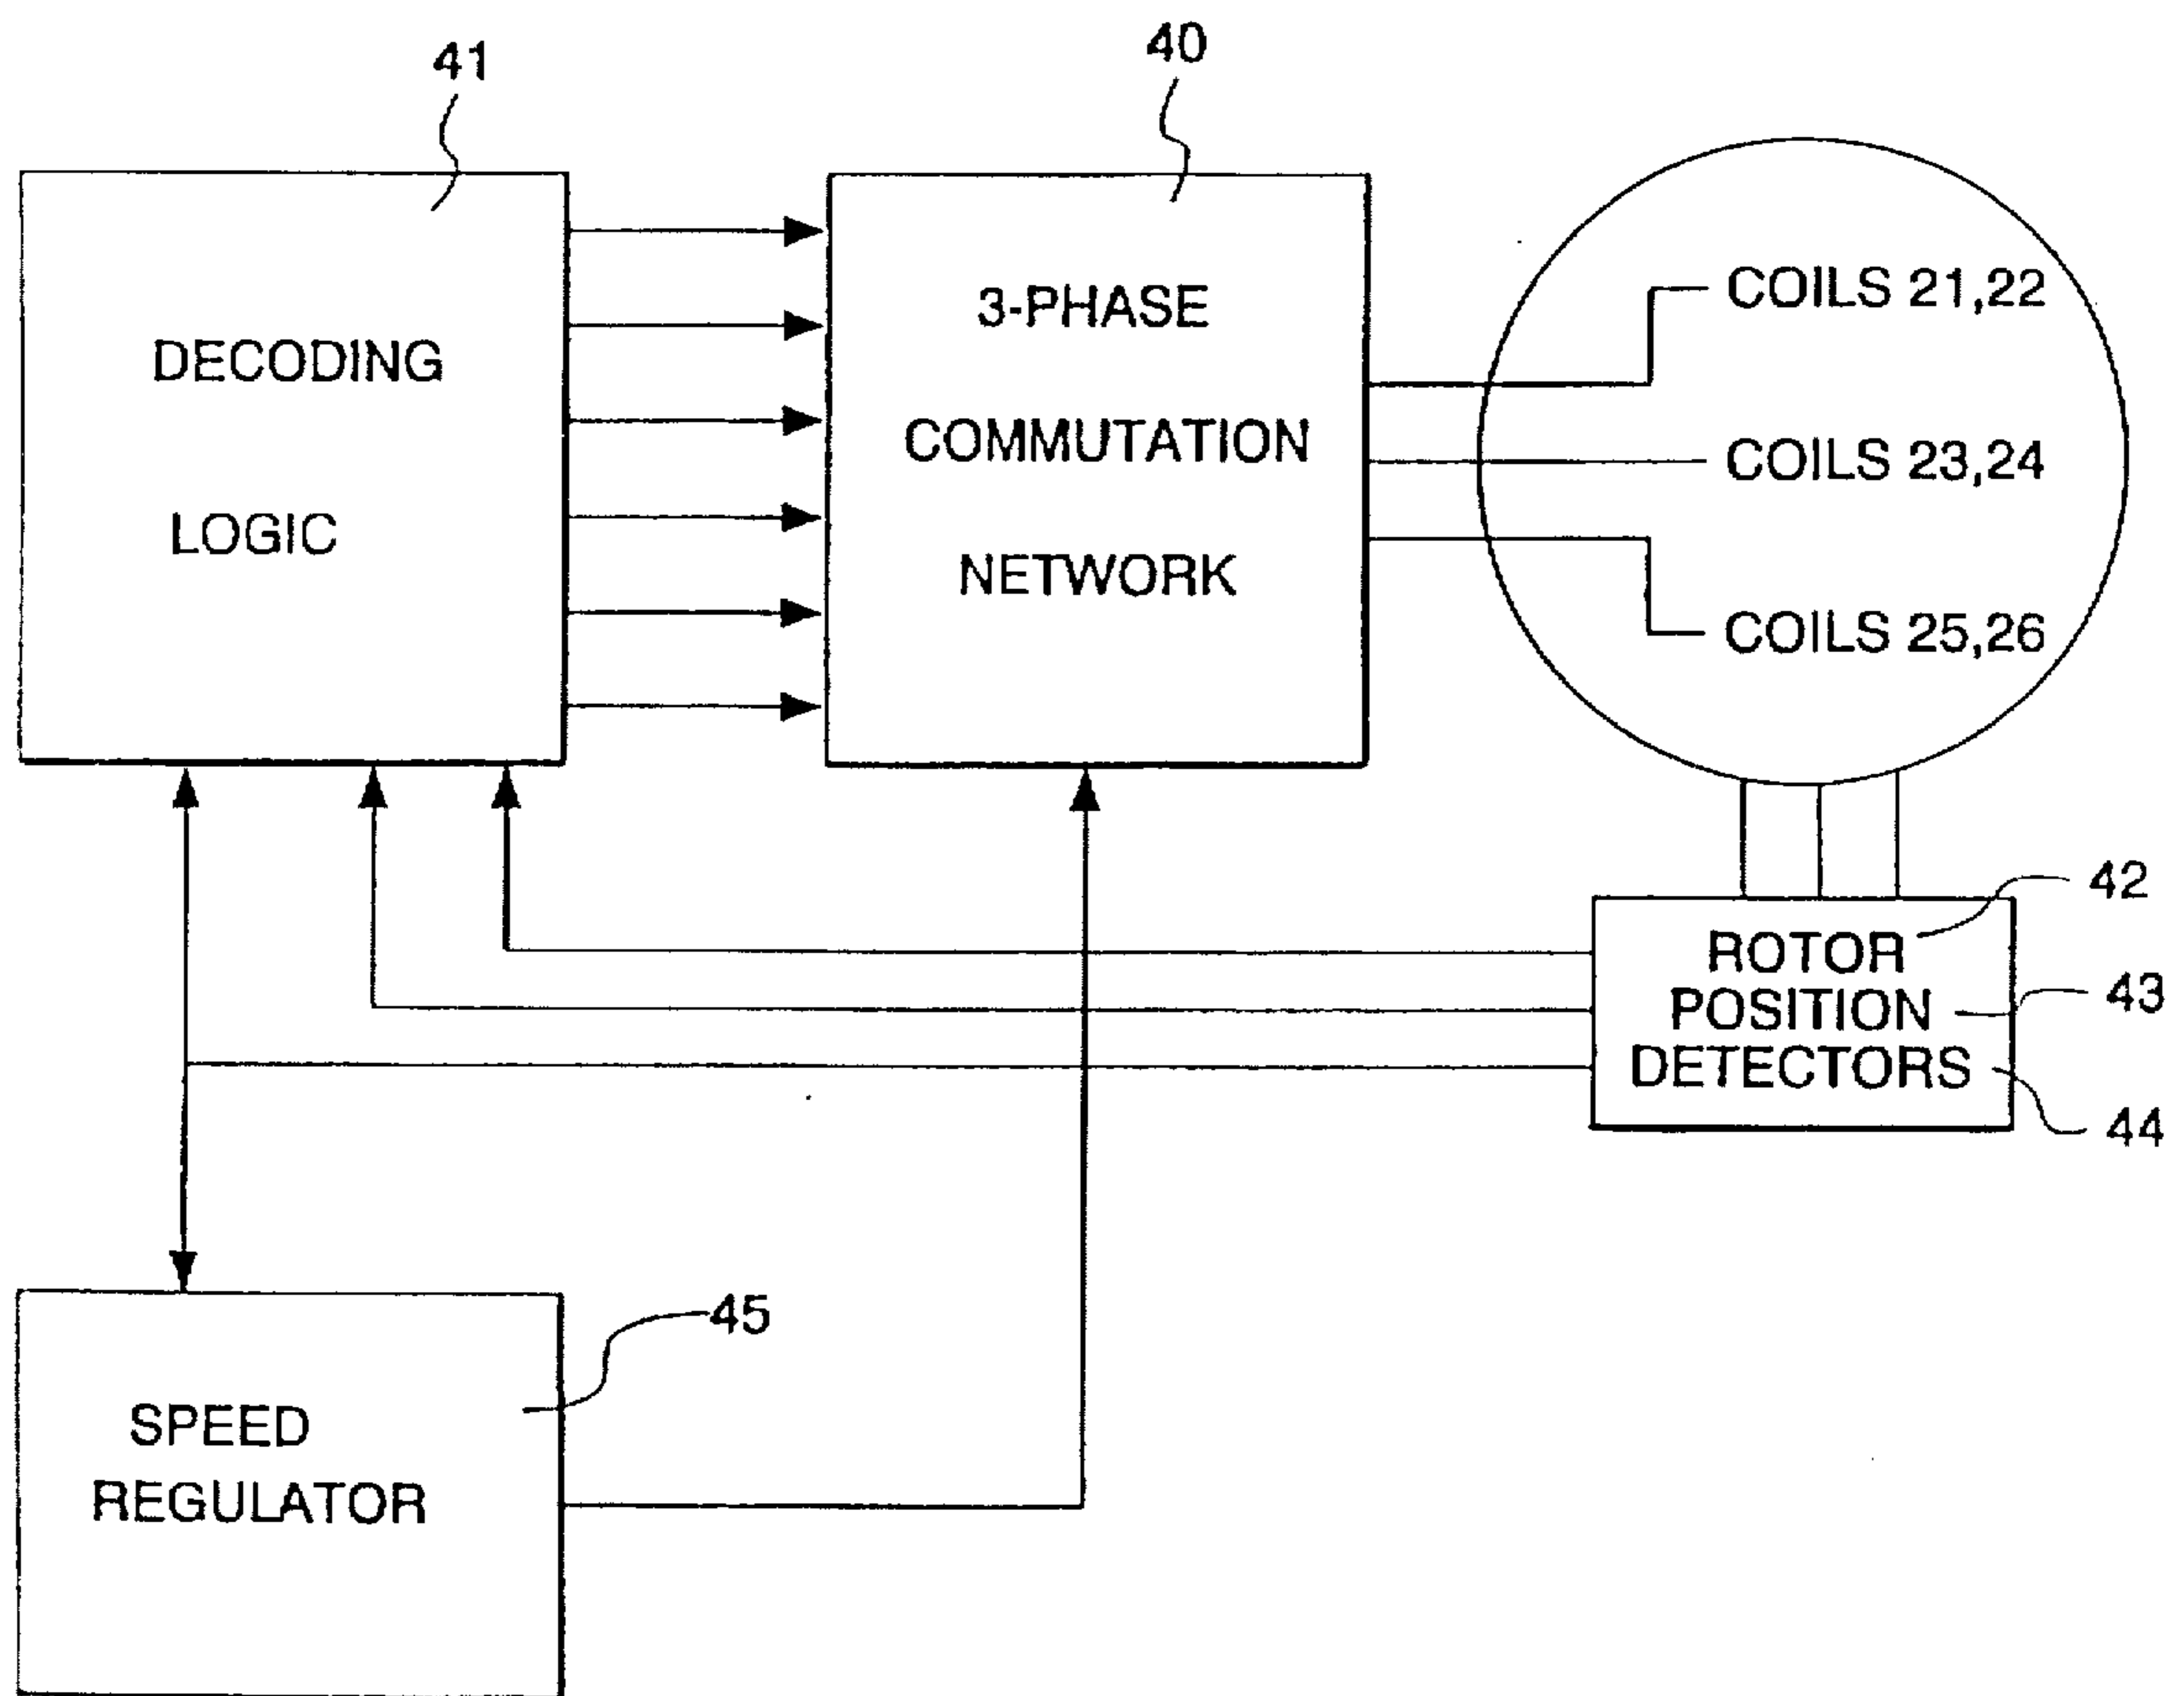 41
40
DECODING
LOGIC
3-PHASE
COMMUTATION
NETWORK
COILS 21,22
COILS 23,24
COILS 25,26
42
ROTOR
POSITION
DETECTORS
43
44
45
SPEED
REGULATOR